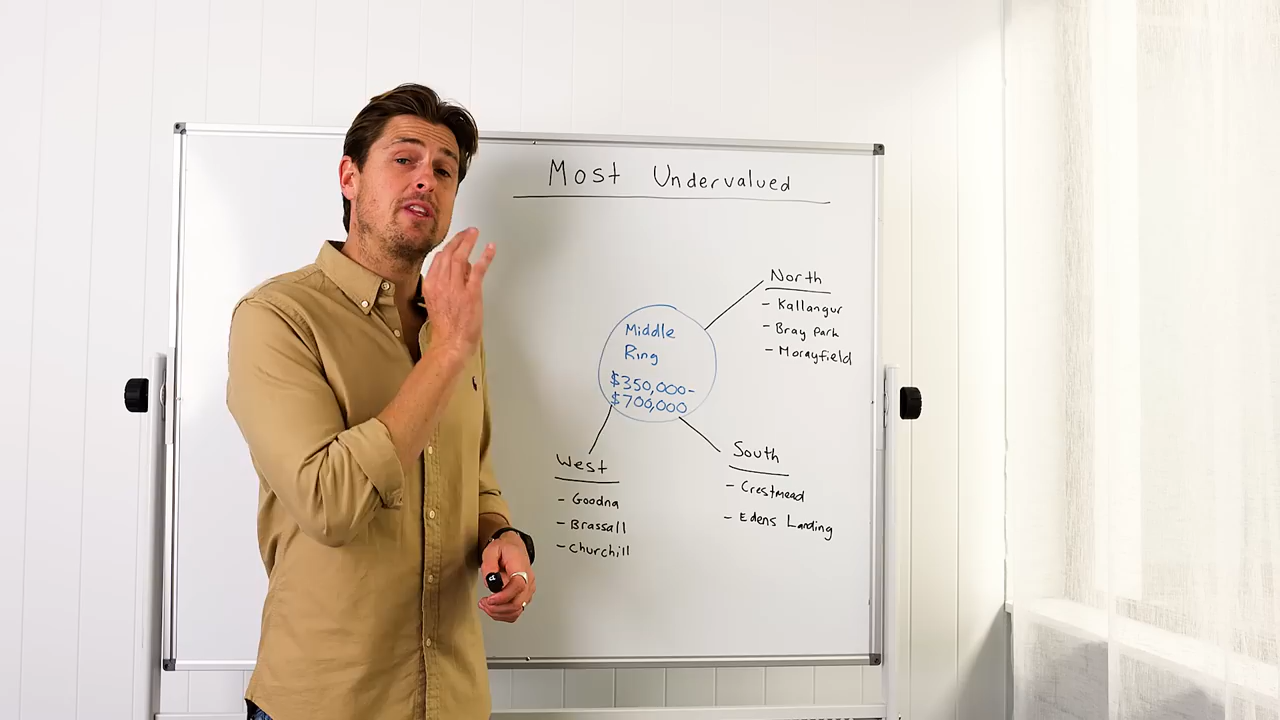 Most Undervalued
North
- Kallangur
- Bray Park
- Morayfield
Middle
Ring
$350,000-
$700,000
West
- Goodna
- Brassall
- Churchill
South
- Crestmead
- Edens Landing